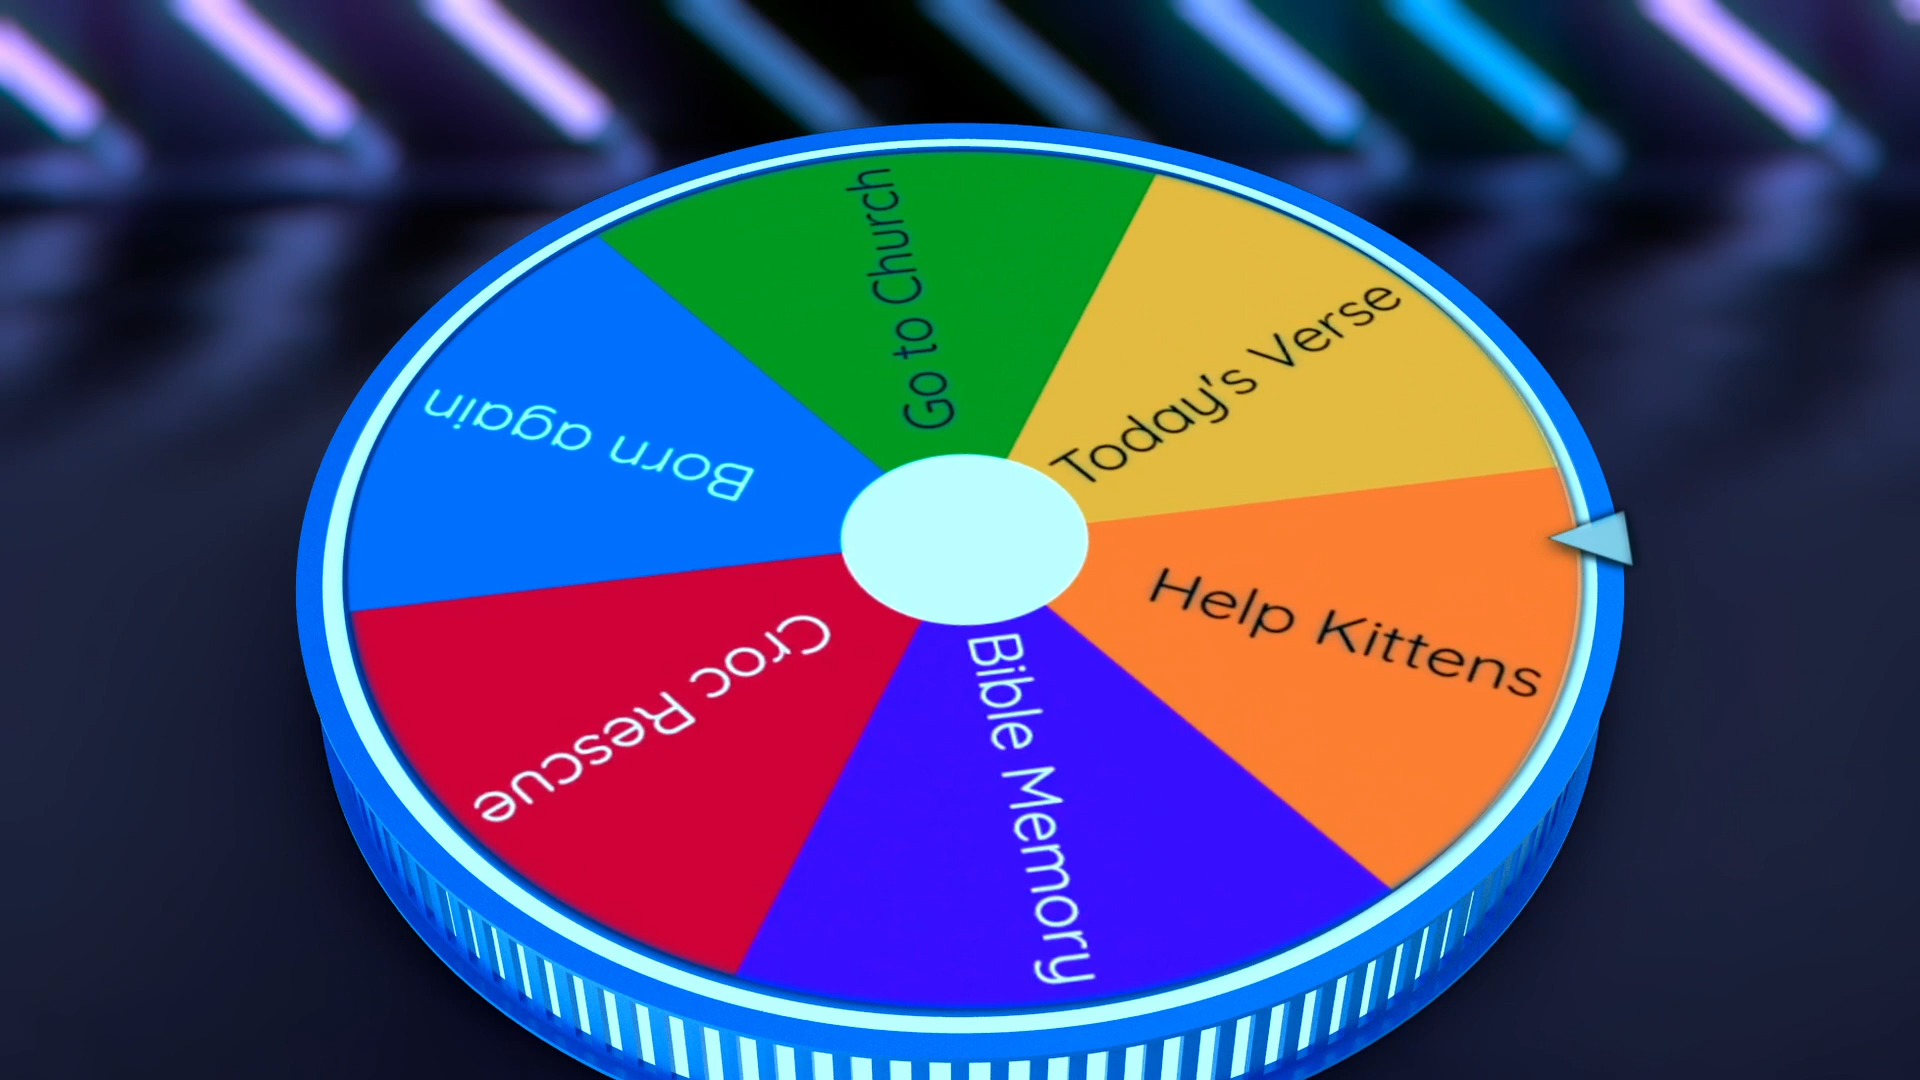 Go to Church
Today's Verse
Help Kittens
Bible Memory
Croc Rescue
Born again